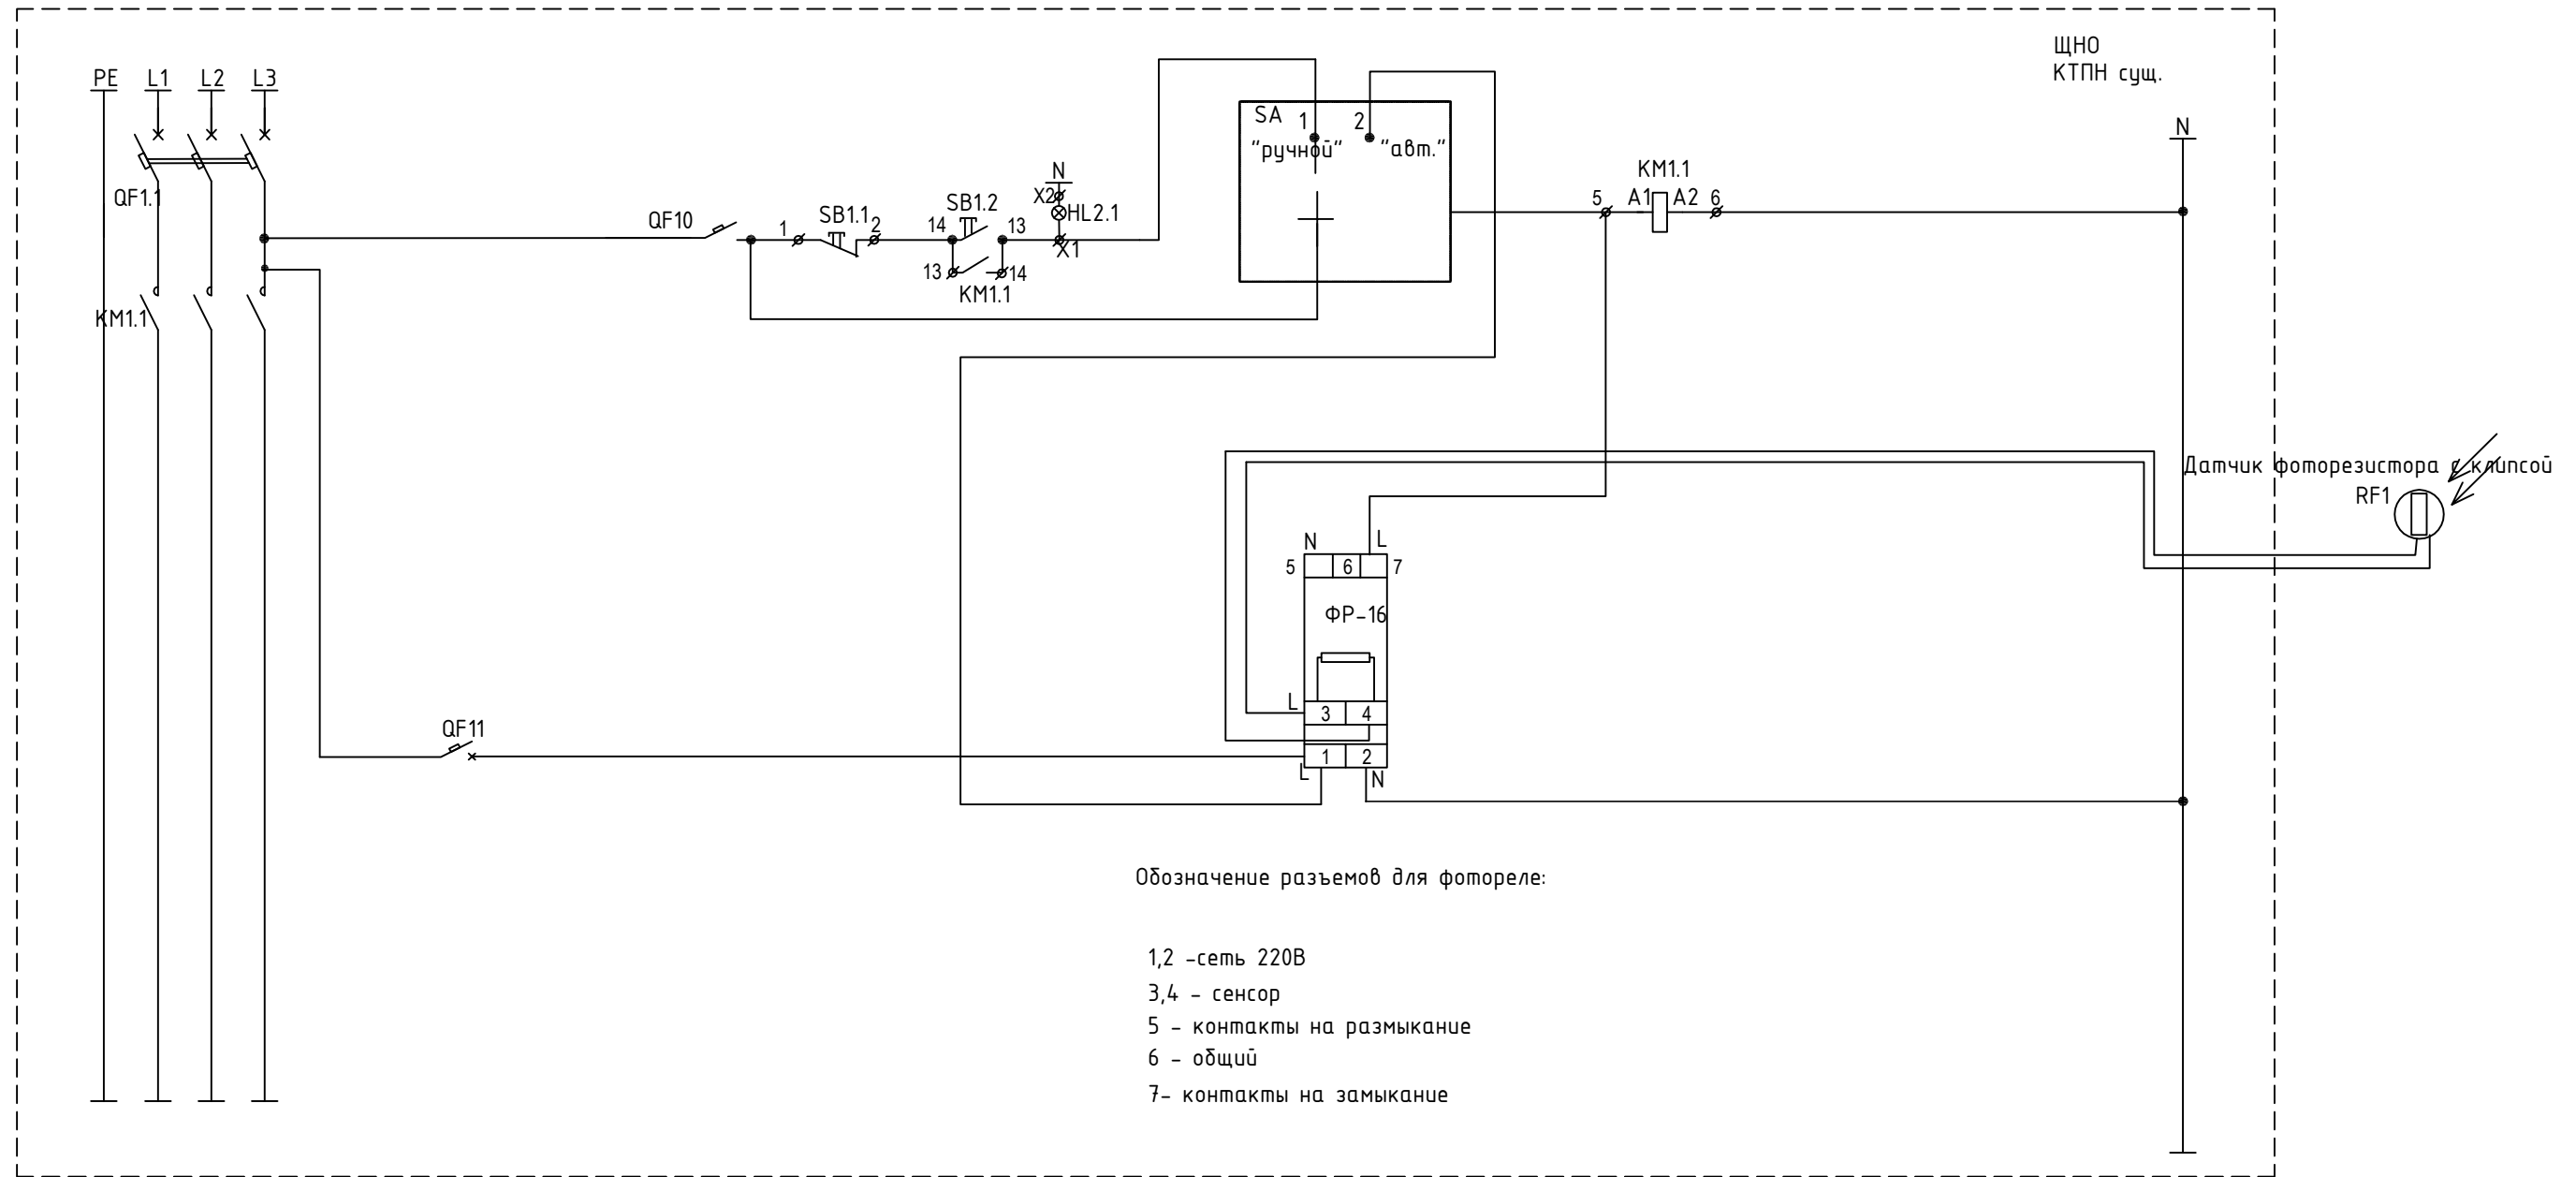 ЩНО
КТПН сущ.
PE L1 L2 L3
N
SA 1 2
"ручной" "авт."
KM1.1
5 A1 A2 6
N
X2
HL2.1
X1
QF1.1
QF10
1 SB1.1 2
14 SB1.2 13
13 14
KM1.1
KM1.1
Датчик фоторезистора с клипсой
RF1
N L
5 6 7
ФР-16
L
3 4
QF11
1 2
L N
Обозначение разъемов для фотореле:
1,2 -сеть 220В
3,4 - сенсор
5 - контакты на размыкание
6 - общий
7- контакты на замыкание